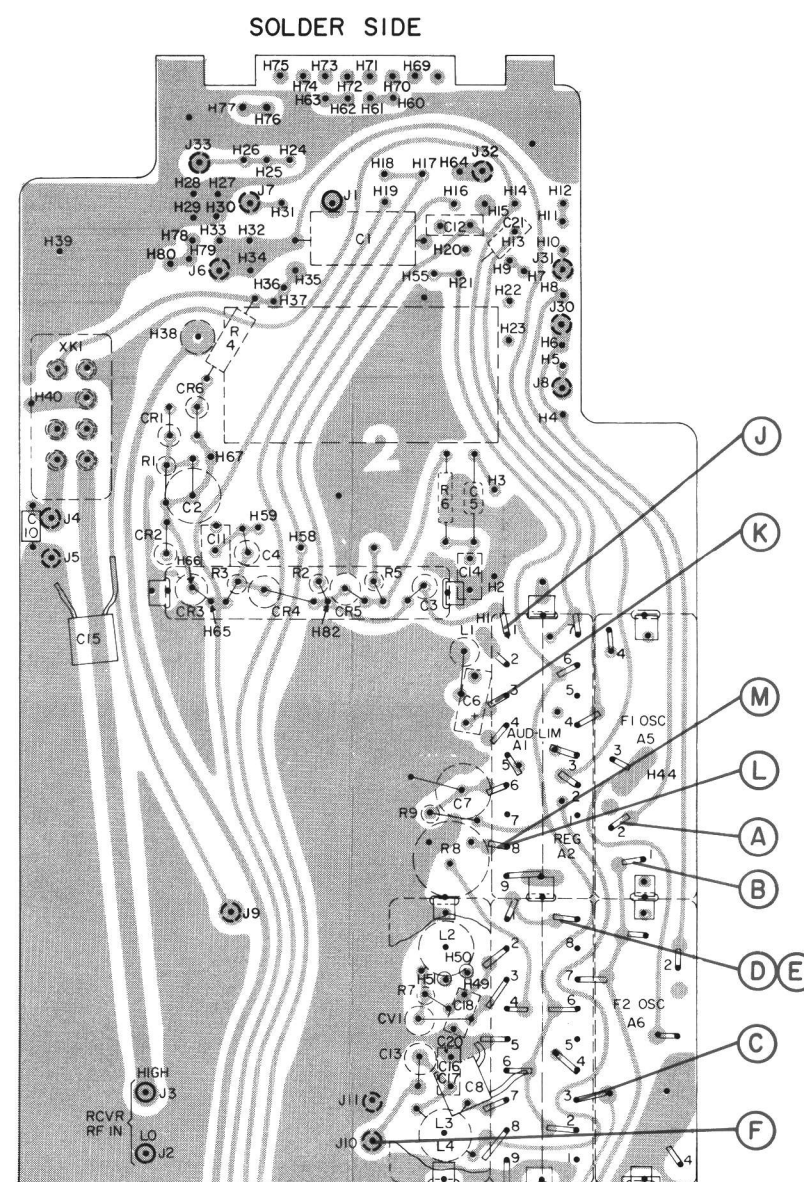 SOLDER SIDE
H75 H73 H71 H69
H74 H72 H70
H63 H62 H61 H60
H77 H76
J33 H26 H24
H25
H18 H17 H64 J32
H28 H27 J7 J1 H19 H16 H14 H12
H29 H30 H31 H15 H11
C12 C21
H39 H78 H33 H32 C1 H13 H10
H80 H79 H20 J31
J6 H34 H35 H55 H21 H9 H7
H36 H8
H37 H22
J30
H38 R4 H23 H6
XK1 H5
J8
H40 CR6 H4
CR1 J
2
R1 H67
R6 C5 H3
C2
C10 J4 H59 K
CR2 C11 H58
J5 C4 C14
H66 R3 R2 R5 H2
CR3 CR4 CR5 C3
H65 H82 H1 1 7
C15 L1 4
2 6
C6 3 5 M
+
4 4 F1 OSC
AUD-LIM A5
A1
5 3 3 L
H44
C7 6 2
R9 7 2 A
R8 8 REG
A2 1 B
9
J9
L2 2 8
H50 2 D E
H51 3 7
R7 H49
C18 4 6 F2 OSC
CV1 A6
C20 5 5
C13 C16 C
HIGH C17 C8 6 4
J3 J11 7 3
RCVR
RF IN L3 8 2 F
LO J10 L4
J2 9 1 4